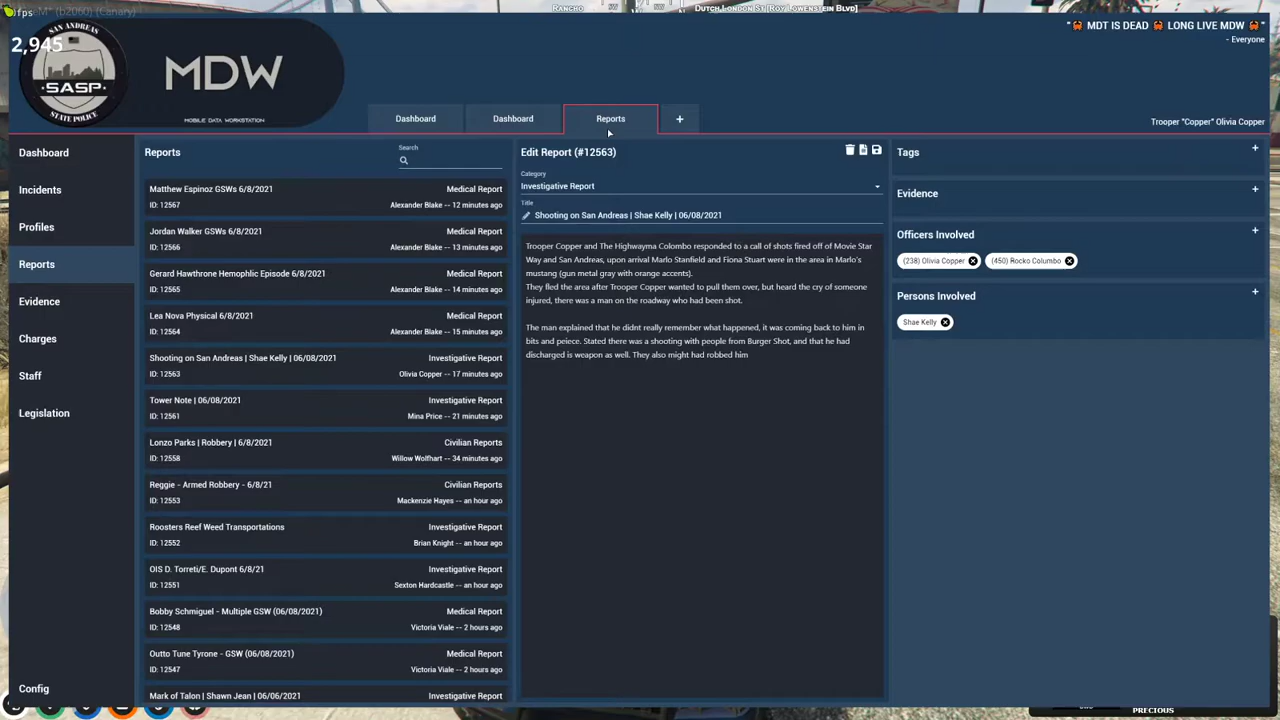 (b2060) (Canary)
fps
2,945
RANCHO
SW
SW
Dutch London St [Roy Lowenstein Blvd]
SAN ANDREAS
SASP
STATE POLICE
MDW
MOBILE DATA WORKSTATION
" MDT IS DEAD LONG LIVE MDW "
- Everyone
Dashboard
Dashboard
Reports
+
Trooper "Copper" Olivia Copper
Dashboard
Incidents
Profiles
Reports
Evidence
Charges
Staff
Legislation
Config
Reports
Search
Matthew Espinoz GSWs 6/8/2021 Medical Report
ID: 12567 Alexander Blake -- 12 minutes ago
Jordan Walker GSWs 6/8/2021 Medical Report
ID: 12566 Alexander Blake -- 13 minutes ago
Gerard Hawthrone Hemophlic Episode 6/8/2021 Medical Report
ID: 12565 Alexander Blake -- 14 minutes ago
Lea Nova Physical 6/8/2021 Medical Report
ID: 12564 Alexander Blake -- 15 minutes ago
Shooting on San Andreas | Shae Kelly | 06/08/2021 Investigative Report
ID: 12563 Olivia Copper -- 17 minutes ago
Tower Note | 06/08/2021 Investigative Report
ID: 12561 Mina Price -- 21 minutes ago
Lonzo Parks | Robbery | 6/8/2021 Civilian Reports
ID: 12558 Willow Wolfhart -- 34 minutes ago
Reggie - Armed Robbery - 6/8/21 Civilian Reports
ID: 12553 Mackenzie Hayes -- an hour ago
Roosters Reef Weed Transportations Investigative Report
ID: 12552 Brian Knight -- an hour ago
OIS D. Torreti/E. Dupont 6/8/21 Investigative Report
ID: 12551 Sexton Hardcastle -- an hour ago
Bobby Schmiguel - Multiple GSW (06/08/2021) Medical Report
ID: 12548 Victoria Viale -- 2 hours ago
Outto Tune Tyrone - GSW (06/08/2021) Medical Report
ID: 12547 Victoria Viale -- 2 hours ago
Mark of Talon | Shawn Jean | 06/06/2021 Investigative Report
Edit Report (#12563)
Category
Investigative Report
Title
Shooting on San Andreas | Shae Kelly | 06/08/2021
Trooper Copper and The Highwayma Colombo responded to a call of shots fired off of Movie Star
Way and San Andreas, upon arrival Marlo Stanfield and Fiona Stuart were in the area in Marlo's
mustang (gun metal gray with orange accents).
They fled the area after Trooper Copper wanted to pull them over, but heard the cry of someone
injured, there was a man on the roadway who had been shot.
The man explained that he didnt really remember what happened, it was coming back to him in
bits and peiece. Stated there was a shooting with people from Burger Shot, and that he had
discharged is weapon as well. They also might had robbed him
Tags +
Evidence +
Officers Involved +
(238) Olivia Copper (450) Rocko Columbo
Persons Involved +
Shae Kelly
PRECIOUS